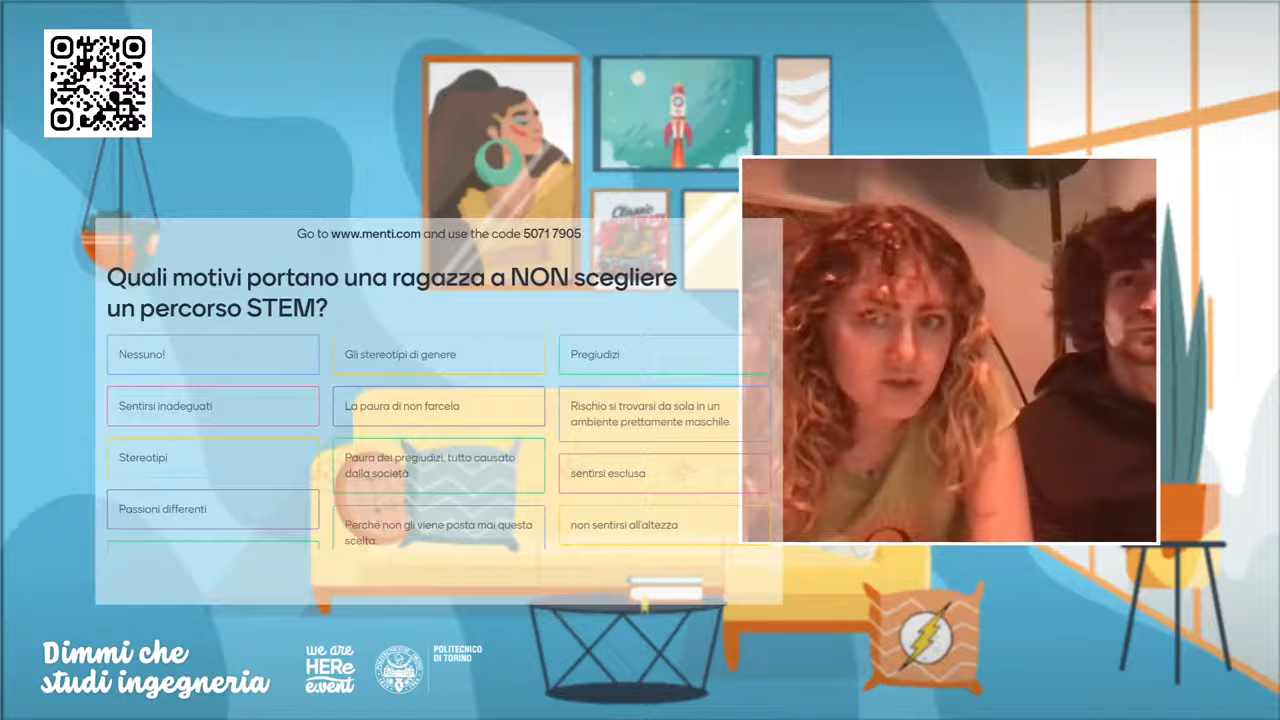 Go to www.menti.com and use the code 5071 7905
Quali motivi portano una ragazza a NON scegliere
un percorso STEM?
Nessuno!
Gli stereotipi di genere
Pregiudizi
Sentirsi inadeguati
La paura di non farcela
Rischio si trovarsi da sola in un
ambiente prettamente maschile
Stereotipi
Paura dei pregiudizi, tutto causato
dalla società
sentirsi esclusa
Passioni differenti
Perché non gli viene posta mai questa
scelta.
non sentirsi all'altezza
Classic
Dimmi che
studi ingegneria
we are
HERe
event
POLITECNICO
DI TORINO